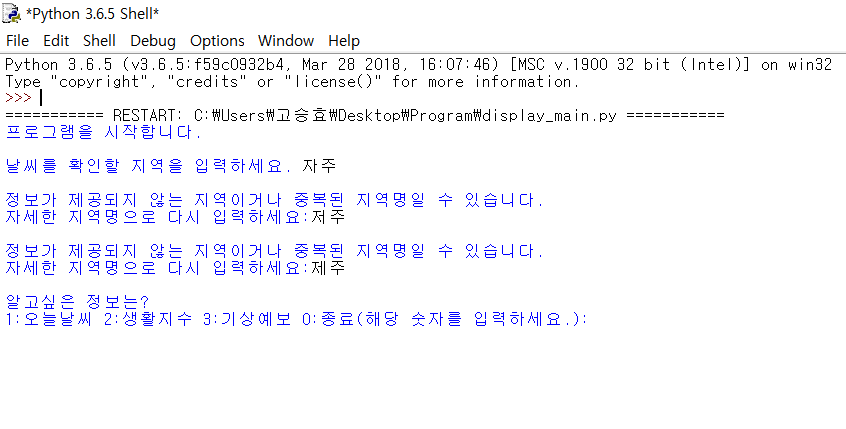 *Python 3.6.5 Shell*
File Edit Shell Debug Options Window Help
Python 3.6.5 (v3.6.5:f59c0932b4, Mar 28 2018, 16:07:46) [MSC v.1900 32 bit (Intel)] on win32
Type "copyright", "credits" or "license()" for more information.
>>>
=========== RESTART: C:₩Users₩고승효₩Desktop₩Program₩display_main.py ===========
프로그램을 시작합니다.
날씨를 확인할 지역을 입력하세요. 자주
정보가 제공되지 않는 지역이거나 중복된 지역명일 수 있습니다.
자세한 지역명으로 다시 입력하세요:저주
정보가 제공되지 않는 지역이거나 중복된 지역명일 수 있습니다.
자세한 지역명으로 다시 입력하세요:제주
알고싶은 정보는?
1:오늘날씨 2:생활지수 3:기상예보 0:종료(해당 숫자를 입력하세요.):